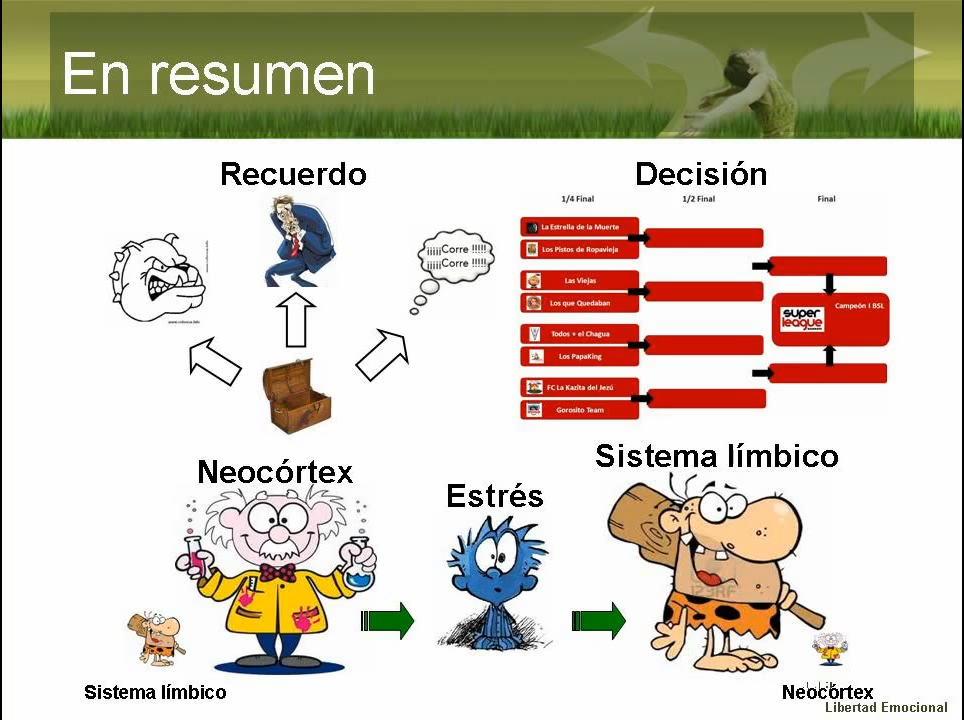 En resumen
Recuerdo
Decisión
1/4 Final
1/2 Final
Final
La Estrella de la Muerte
Los Pistos de Ropavieja
Las Viejas
Los que Quedaban
Todos + el Chagua
Los PapaKing
FC La Kazita del Jezú
Gorosito Team
super
league
Campeón I BSL
¡¡¡¡¡Corre !!!!!
¡¡¡¡¡Corre !!!!!
Neocórtex
Estrés
Sistema límbico
123RF
Sistema límbico
Neocórtex
Libertad Emocional